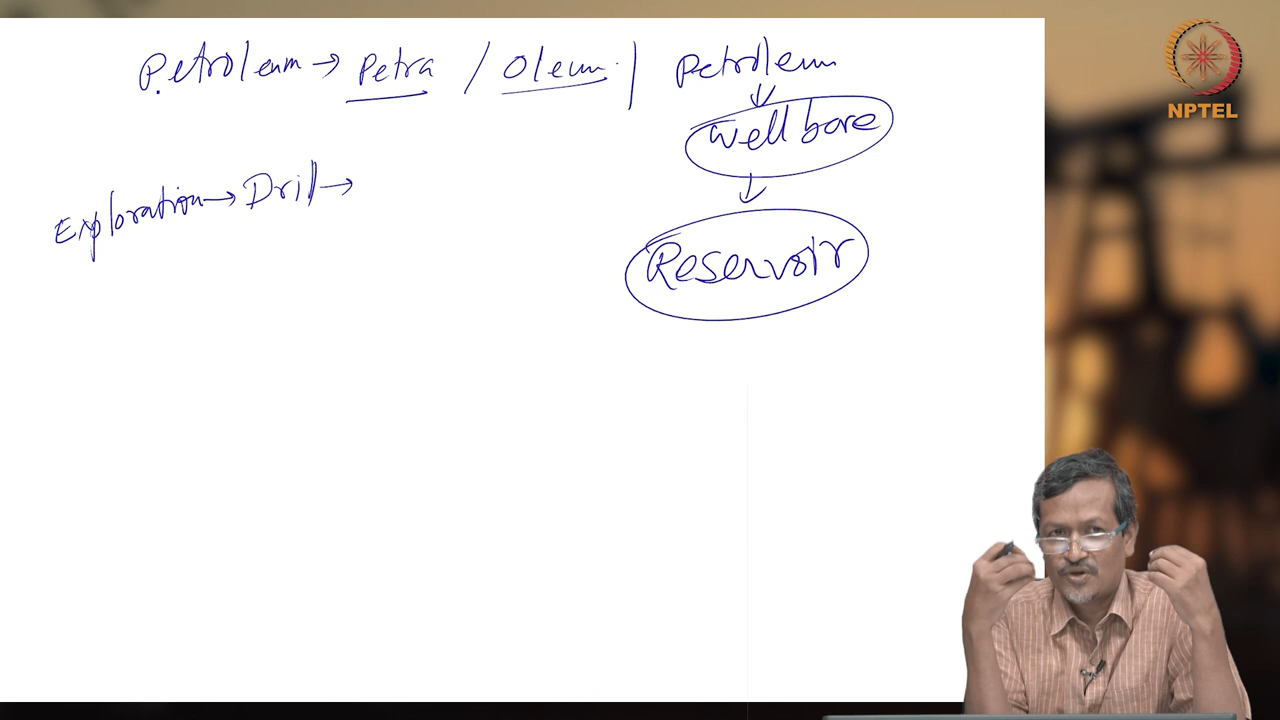 Petroleum → Petra / Oleum. | Petroleum
Well bore
Exploration → Drill →
Reservoir
NPTEL